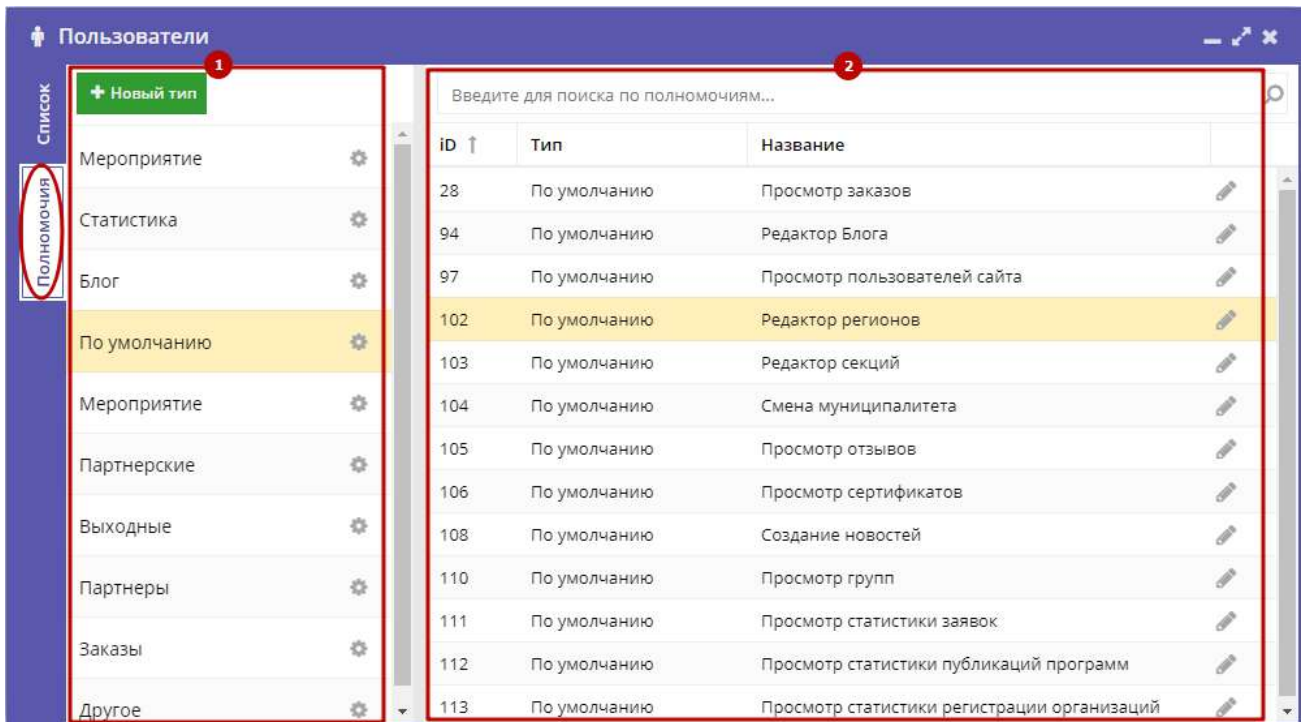 Пользователи
1
2
Список
Полномочия
+ Новый тип
Мероприятие
Статистика
Блог
По умолчанию
Мероприятие
Партнерские
Выходные
Партнеры
Заказы
Другое
Введите для поиска по полномочиям...
iD ↑ Тип Название
28 По умолчанию Просмотр заказов
94 По умолчанию Редактор Блога
97 По умолчанию Просмотр пользователей сайта
102 По умолчанию Редактор регионов
103 По умолчанию Редактор секций
104 По умолчанию Смена муниципалитета
105 По умолчанию Просмотр отзывов
106 По умолчанию Просмотр сертификатов
108 По умолчанию Создание новостей
110 По умолчанию Просмотр групп
111 По умолчанию Просмотр статистики заявок
112 По умолчанию Просмотр статистики публикаций программ
113 По умолчанию Просмотр статистики регистрации организаций